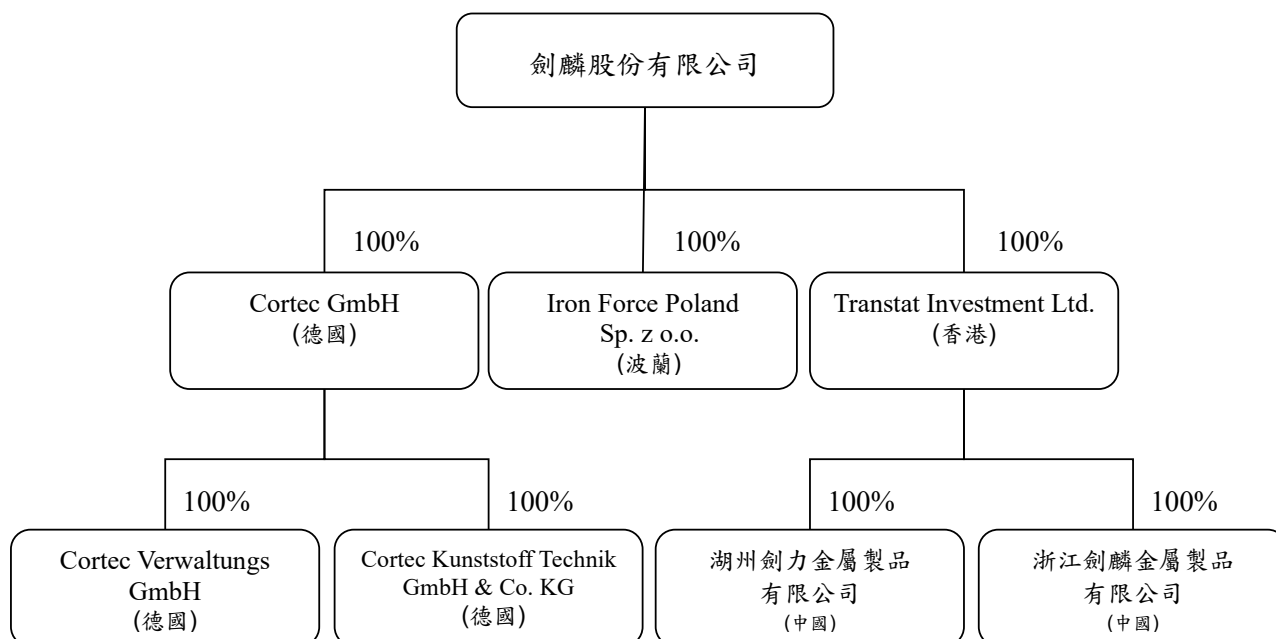 劍麟股份有限公司
100%
100%
100%
Cortec GmbH
(德國)
Iron Force Poland
Sp. z o.o.
(波蘭)
Transtat Investment Ltd.
(香港)
100%
100%
100%
100%
Cortec Verwaltungs
GmbH
(德國)
Cortec Kunststoff Technik
GmbH & Co. KG
(德國)
湖州劍力金屬製品
有限公司
(中國)
浙江劍麟金屬製品
有限公司
(中國)